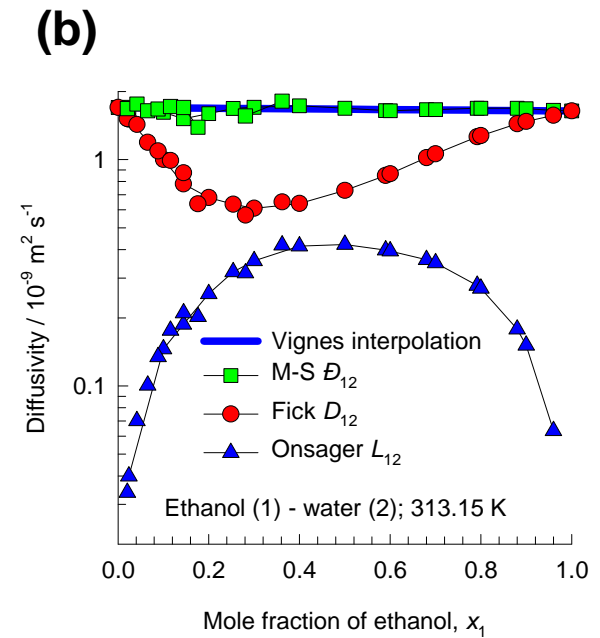 (b)
Diffusivity / 10⁻⁹ m² s⁻¹
1
0.1
Vignes interpolation
M-S Đ₁₂
Fick D₁₂
Onsager L₁₂
Ethanol (1) - water (2); 313.15 K
0.0 0.2 0.4 0.6 0.8 1.0
Mole fraction of ethanol, x₁